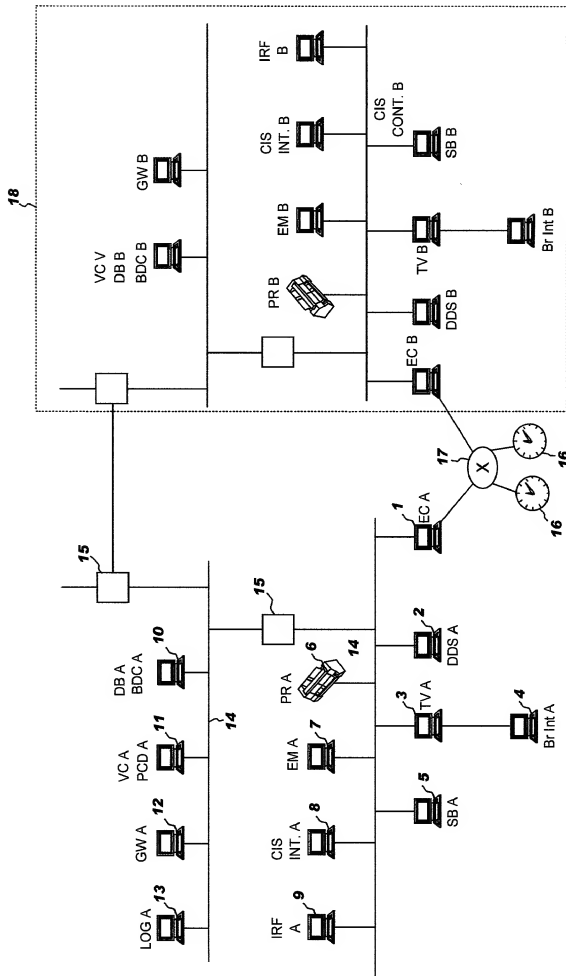 18
VC V
DB B
BDC B
GW B
PR B
EM B
CIS
INT. B
IRF
B
EC B
DDS B
TV B
Br Int B
SB B
CIS
CONT. B
15
LOG A
13
GW A
12
VC A
PCD A
11
DB A
BDC A
10
14
15
IRF
A
9
CIS
INT. A
8
EM A
7
PR A
6
14
SB A
5
TV A
3
Br Int A
4
DDS A
2
EC A
1
X
17
16
16